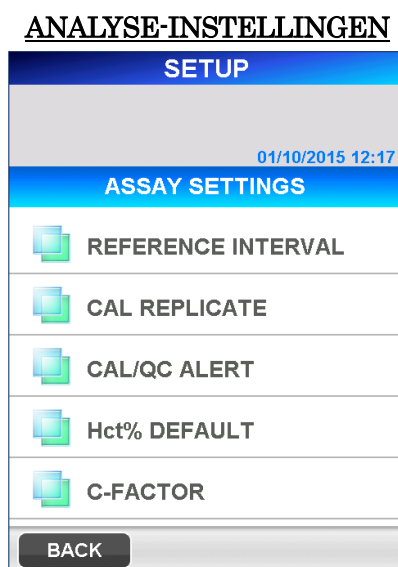 ANALYSE-INSTELLINGEN
SETUP
01/10/2015 12:17
ASSAY SETTINGS
REFERENCE INTERVAL
CAL REPLICATE
CAL/QC ALERT
Hct% DEFAULT
C-FACTOR
BACK